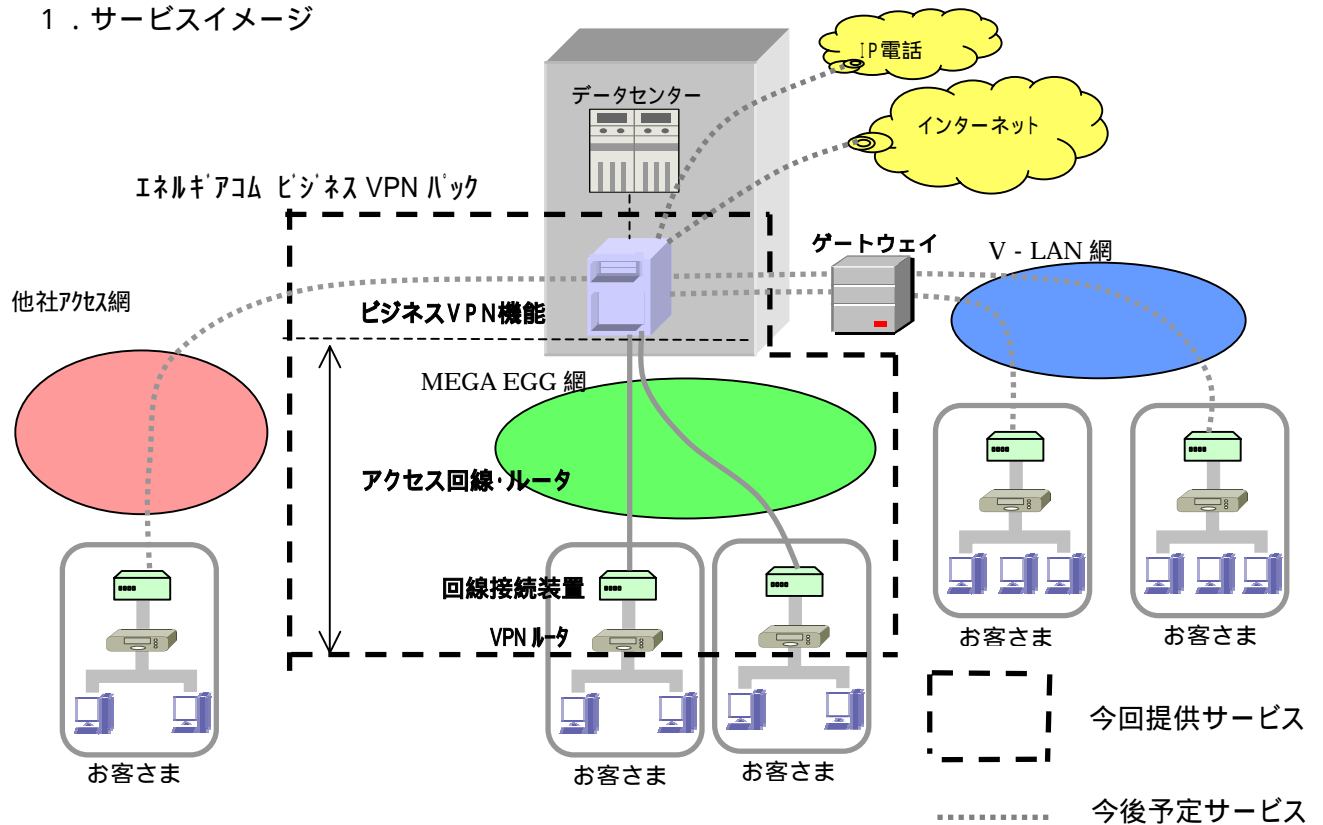 １．サービスイメージ
IP電話
データセンター
インターネット
エネルギアコム ビジネス VPN パック
ゲートウェイ
V‐LAN 網
他社アクセス網
ビジネスVPN機能
MEGA EGG 網
アクセス回線・ルータ
回線接続装置
VPN ルータ
お客さま
お客さま
お客さま
お客さま
お客さま
今回提供サービス
今後予定サービス